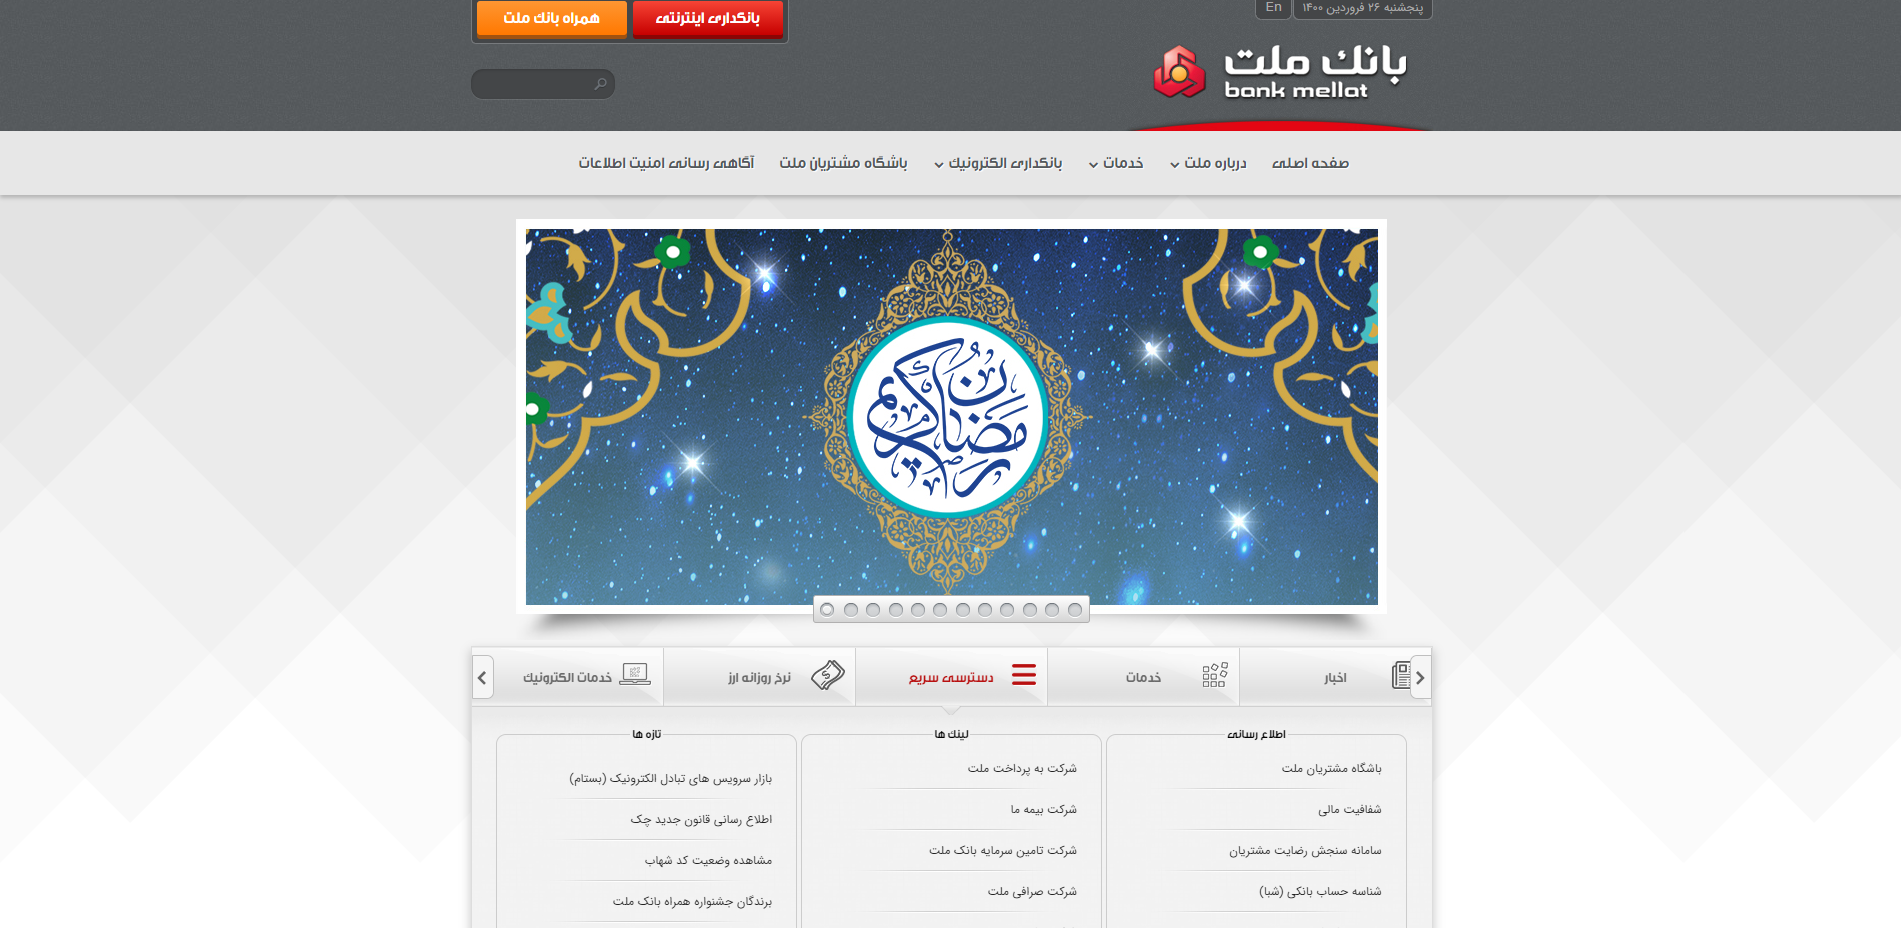 پنجشنبه ۲۶ فروردین ۱۴۰۰
En
بانکداری اینترنتی
همراه بانک ملت
بانک ملت
bank mellat
صفحه اصلی
درباره ملت
خدمات
بانکداری الکترونیک
باشگاه مشتریان ملت
آگاهی رسانی امنیت اطلاعات
رمضان کریم
اخبار
خدمات
دسترسی سریع
نرخ روزانه ارز
خدمات الکترونیک
اطلاع رسانی
باشگاه مشتریان ملت
شفافیت مالی
سامانه سنجش رضایت مشتریان
شناسه حساب بانکی (شبا)
لینک ها
شرکت به پرداخت ملت
شرکت بیمه ما
شرکت تامین سرمایه بانک ملت
شرکت صرافی ملت
تازه ها
بازار سرویس های تبادل الکترونیک (بستام)
اطلاع رسانی قانون جدید چک
مشاهده وضعیت کد شهاب
برندگان جشنواره همراه بانک ملت